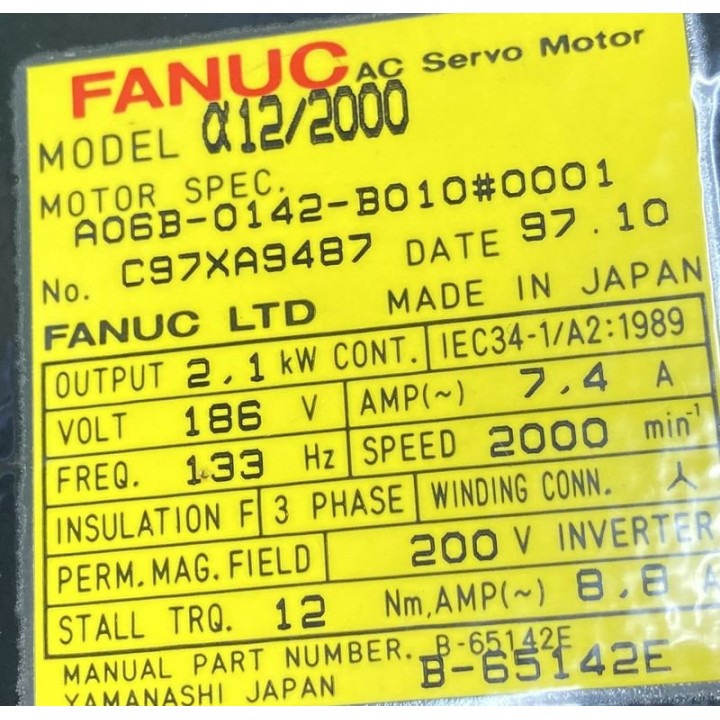 FANUC AC Servo Motor
MODEL α12/2000
MOTOR SPEC.
A06B-0142-B010#0001
No. C97XA9487 DATE 97.10
FANUC LTD MADE IN JAPAN
OUTPUT 2.1 kW CONT. IEC34-1/A2:1989
VOLT 186 V AMP(~) 7.4 A
FREQ. 133 Hz SPEED 2000 min⁻¹
INSULATION F 3 PHASE WINDING CONN.
PERM.MAG.FIELD 200 V INVERTER
STALL TRQ. 12 Nm,AMP(~) 8.8 A
MANUAL PART NUMBER. B-65142E
B-65142E
YAMANASHI JAPAN